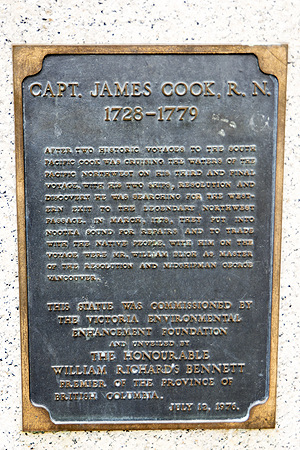 CAPT. JAMES COOK, R. N.
1728–1779
AFTER TWO HISTORIC VOYAGES TO THE SOUTH
PACIFIC COOK WAS CRUISING THE WATERS OF THE
PACIFIC NORTHWEST ON HIS THIRD AND FINAL
VOYAGE. WITH HIS TWO SHIPS, RESOLUTION AND
DISCOVERY HE WAS SEARCHING FOR THE WEST-
ERN EXIT TO THE LEGENDARY NORTHWEST
PASSAGE. IN MARCH 1778 THEY PUT INTO
NOOTKA SOUND FOR REPAIRS AND TO TRADE
WITH THE NATIVE PEOPLE. WITH HIM ON THE
VOYAGE WERE MR. WILLIAM BLIGH AS MASTER
OF THE RESOLUTION AND MIDSHIPMAN GEORGE
VANCOUVER.
THIS STATUE WAS COMMISSIONED BY
THE VICTORIA ENVIRONMENTAL
ENHANCEMENT FOUNDATION
AND UNVEILED BY
THE HONOURABLE
WILLIAM RICHARDS BENNETT
PREMIER OF THE PROVINCE OF
BRITISH COLUMBIA.
JULY 12, 1976.